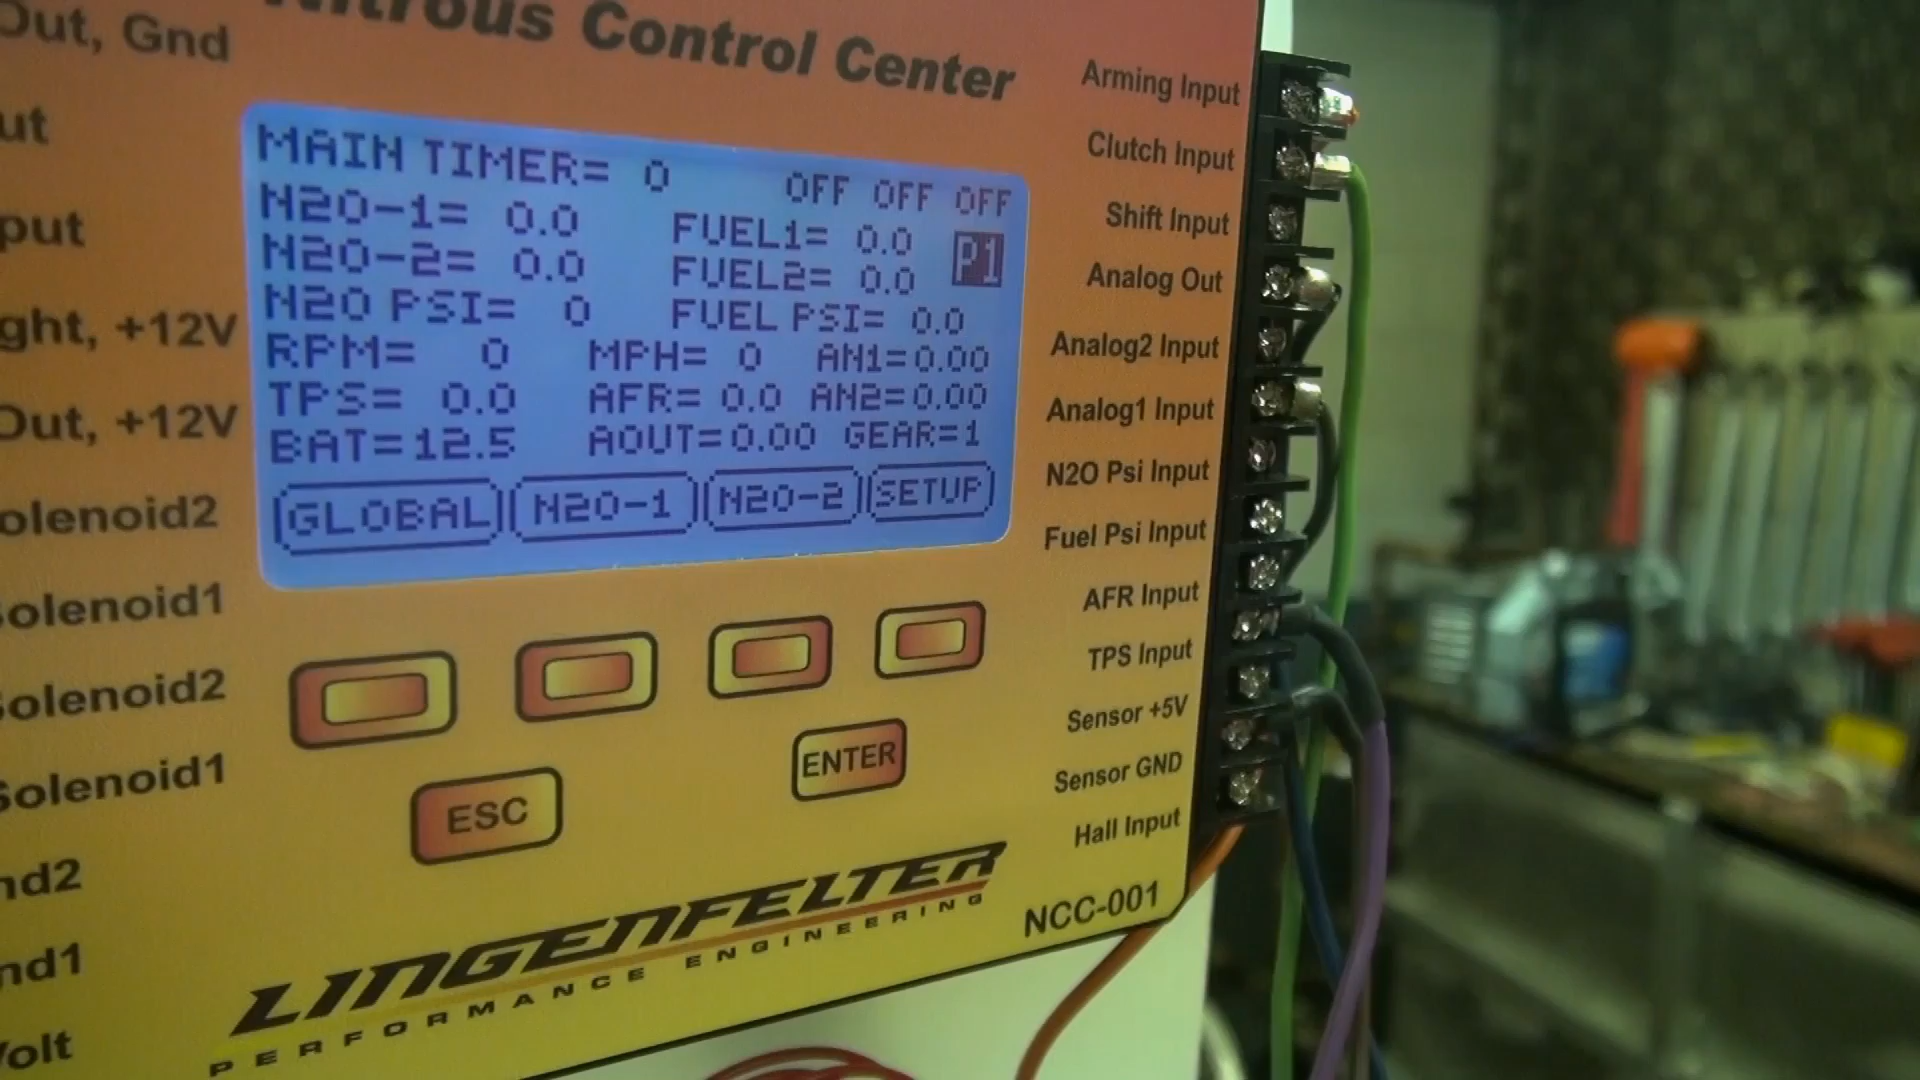 Out, Gnd
Nitrous Control Center
ut
put
ght, +12V
Out, +12V
olenoid2
Solenoid1
Solenoid2
Solenoid1
nd2
nd1
Volt
MAIN TIMER= 0 OFF OFF OFF
N2O-1= 0.0 FUEL1= 0.0
N2O-2= 0.0 FUEL2= 0.0 P1
N2O PSI= 0 FUEL PSI= 0.0
RPM= 0 MPH= 0 AN1=0.00
TPS= 0.0 AFR= 0.0 AN2=0.00
BAT=12.5 AOUT=0.00 GEAR=1
GLOBAL N2O-1 N2O-2 SETUP
ESC ENTER
Arming Input
Clutch Input
Shift Input
Analog Out
Analog2 Input
Analog1 Input
N2O Psi Input
Fuel Psi Input
AFR Input
TPS Input
Sensor +5V
Sensor GND
Hall Input
LINGENFELTER
PERFORMANCE ENGINEERING
NCC-001